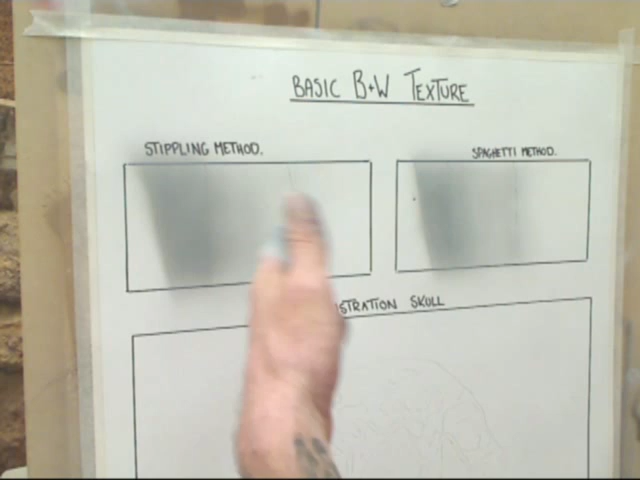 BASIC B+W TEXTURE
STIPPLING METHOD.
SPAGHETTI METHOD.
STRATION SKULL